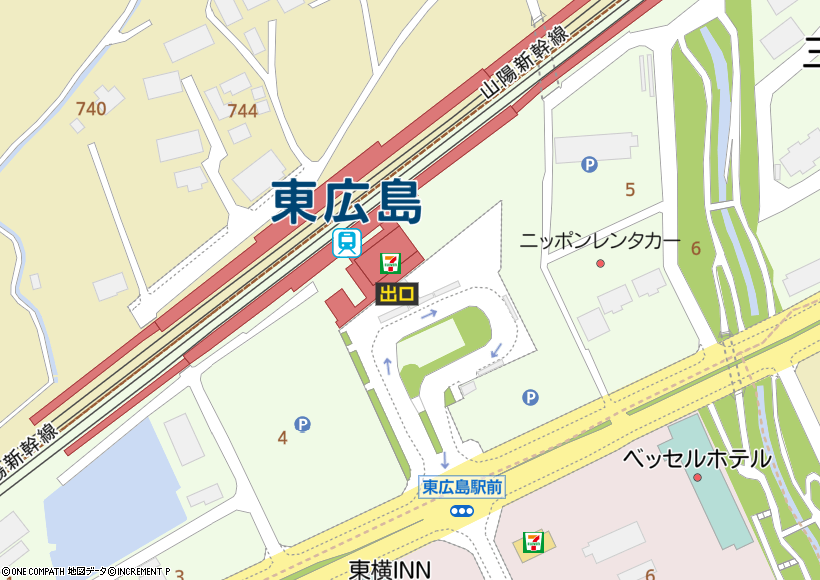 山陽新幹線
三
740
744
東広島
P
5
ニッポンレンタカー
6
出口
P
P
4
陽新幹線
ベッセルホテル
東広島駅前
東横INN
3
6
©ONE COMPATH 地図データ©INCREMENT P